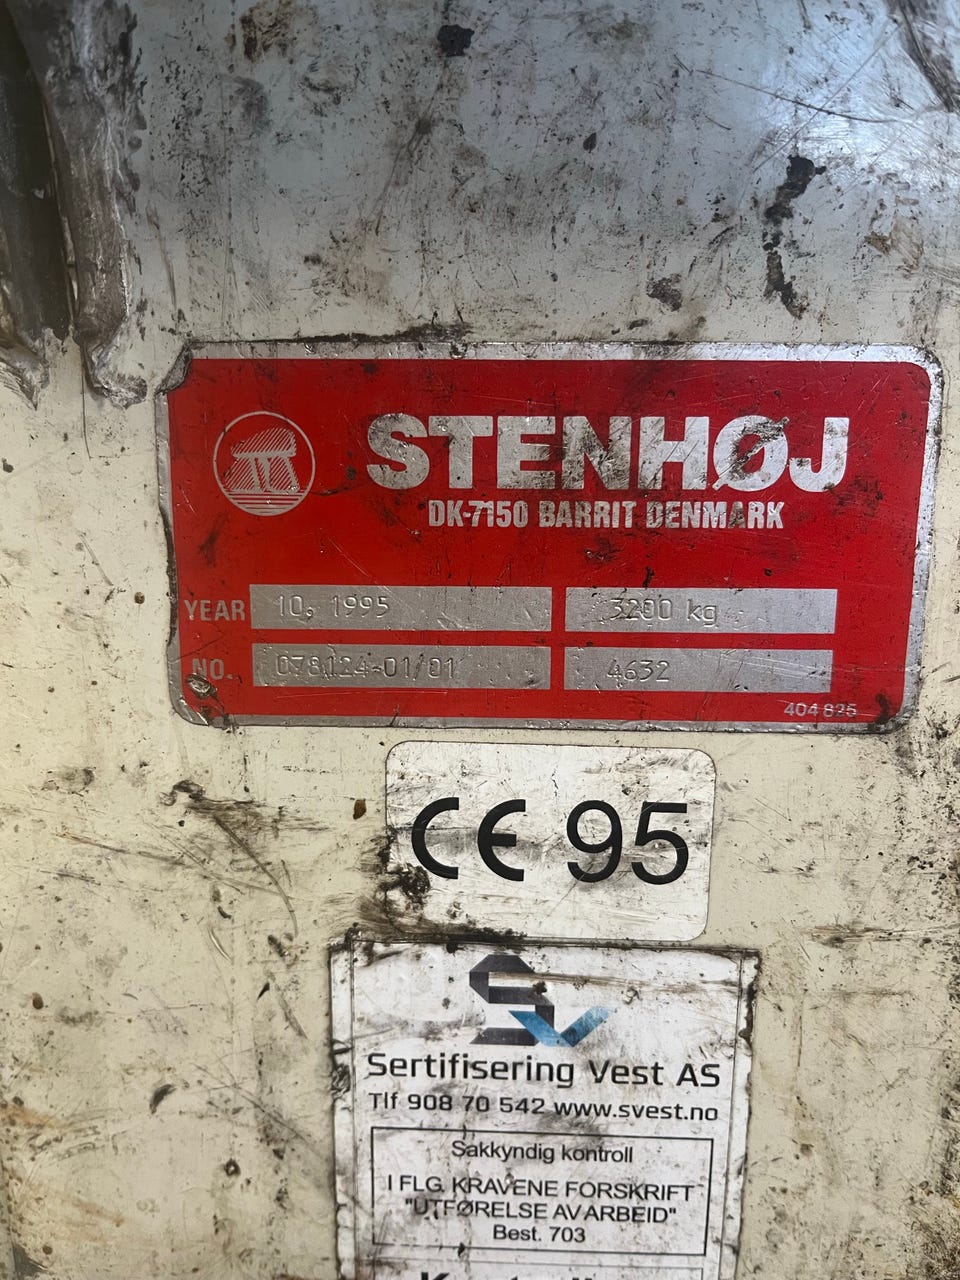 STENHØJ
DK-7150 BARRIT DENMARK
YEAR 10, 1995 3200 kg
NO. 078124-01/01 4632
404 825
CE 95
SV
Sertifisering Vest AS
Tlf 908 70 542 www.svest.no
Sakkyndig kontroll
I FLG. KRAVENE FORSKRIFT
"UTFØRELSE AV ARBEID"
Best. 703